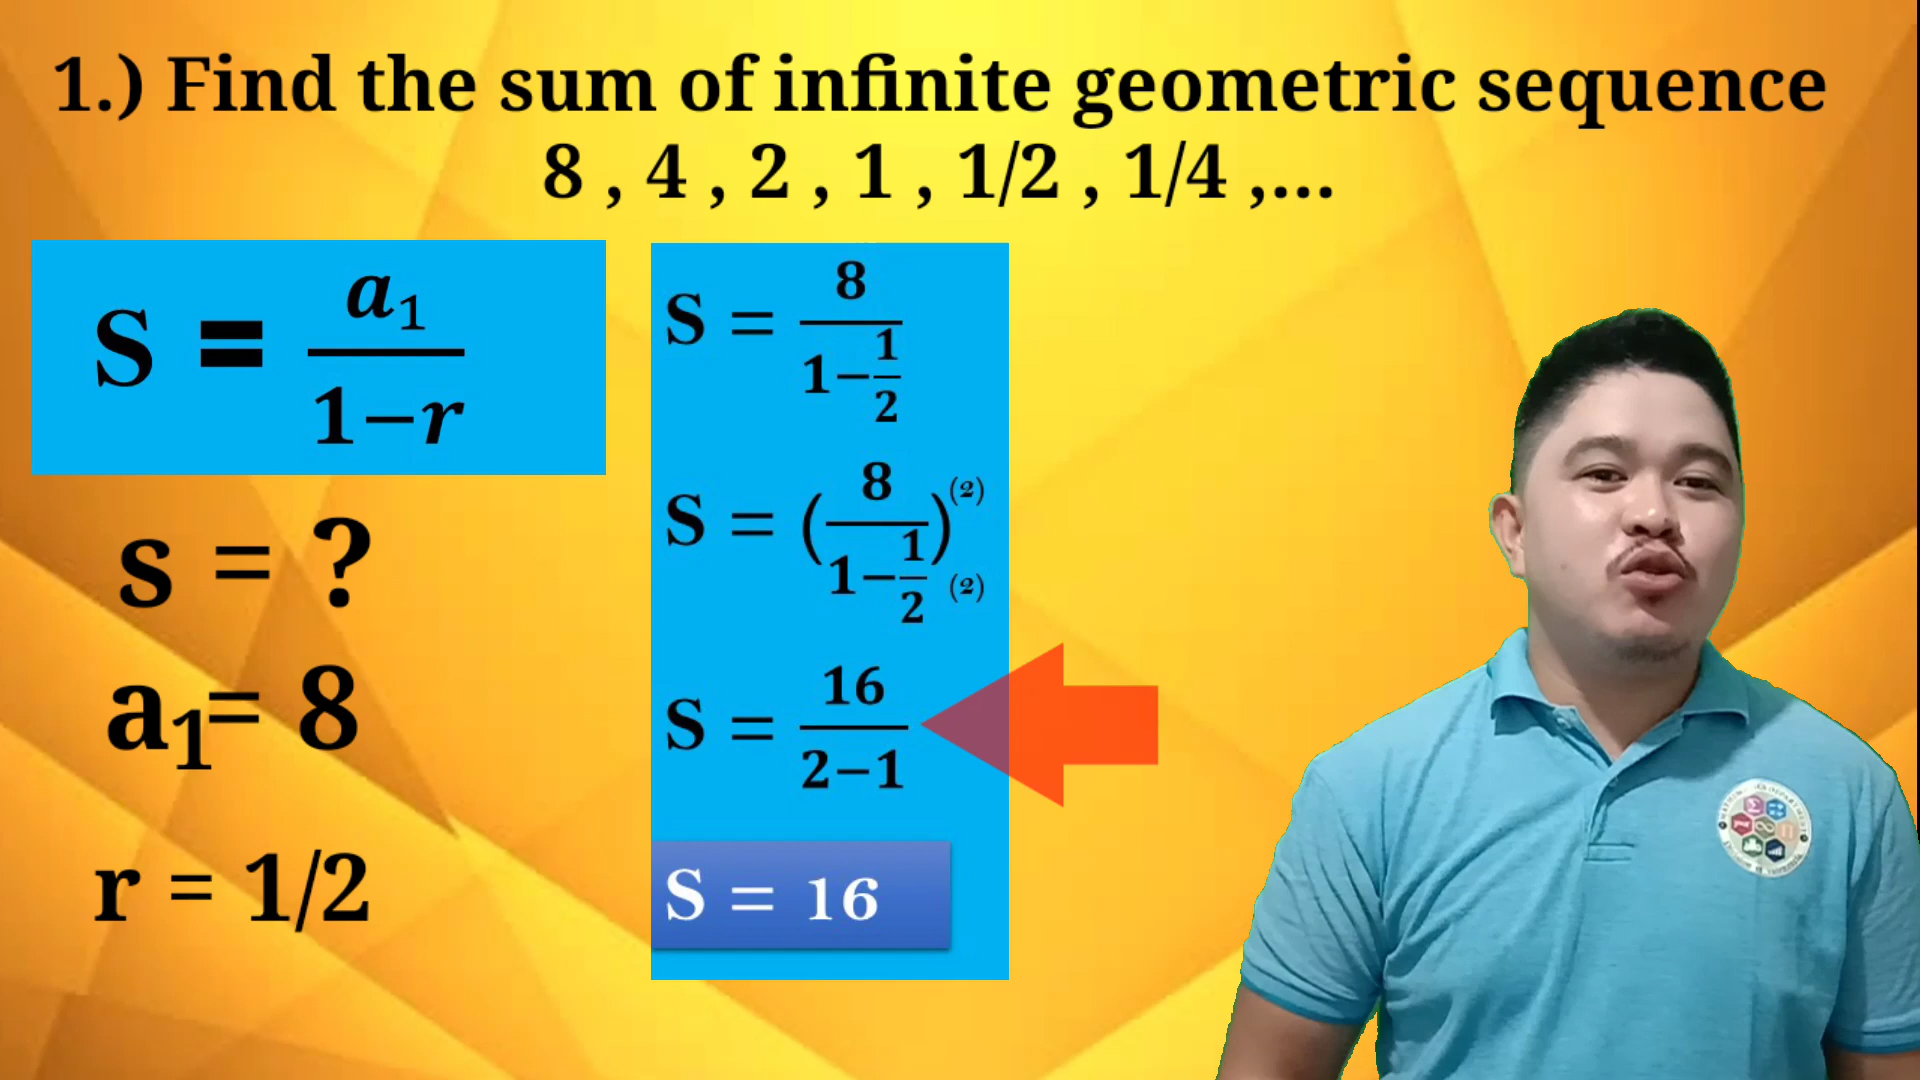 1.) Find the sum of infinite geometric sequence
8 , 4 , 2 , 1 , 1/2 , 1/4 ,...
S = a₁/(1−r)
s = ?
a₁= 8
r = 1/2
S = 8/(1−1/2)
S = (8/(1−1/2))⁽²⁾₍₂₎
S = 16/(2−1)
S = 16